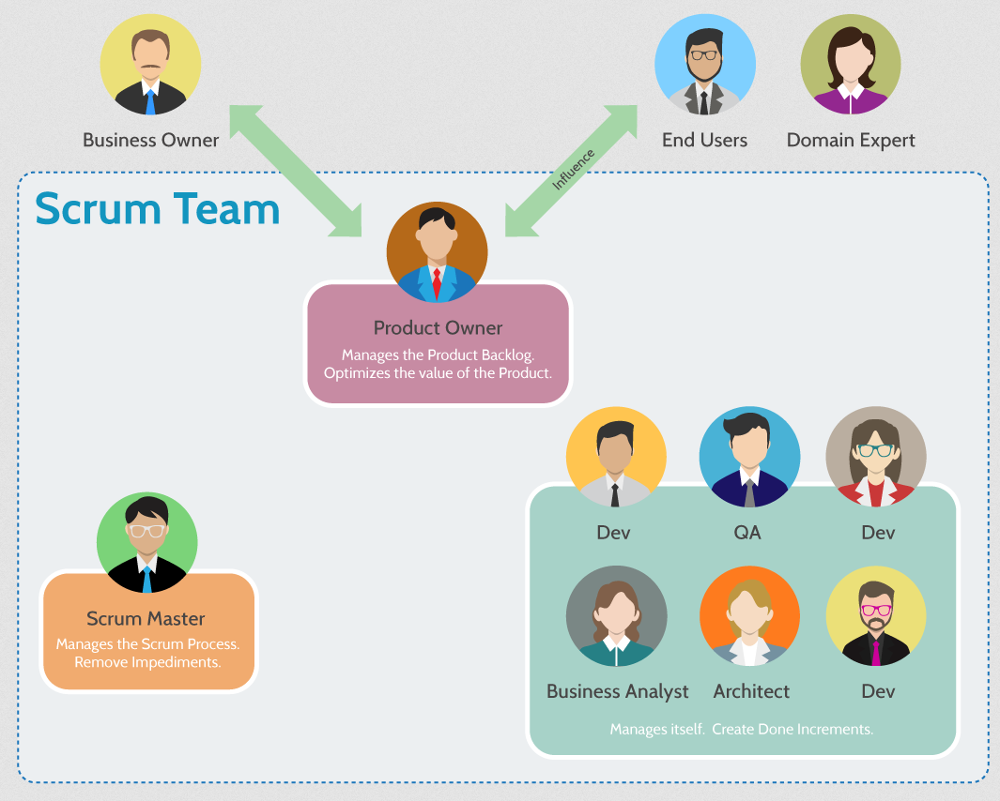 Business Owner
End Users
Domain Expert
Influence
Scrum Team
Product Owner
Manages the Product Backlog.
Optimizes the value of the Product.
Dev
QA
Dev
Scrum Master
Manages the Scrum Process.
Remove Impediments.
Business Analyst
Architect
Dev
Manages itself. Create Done Increments.